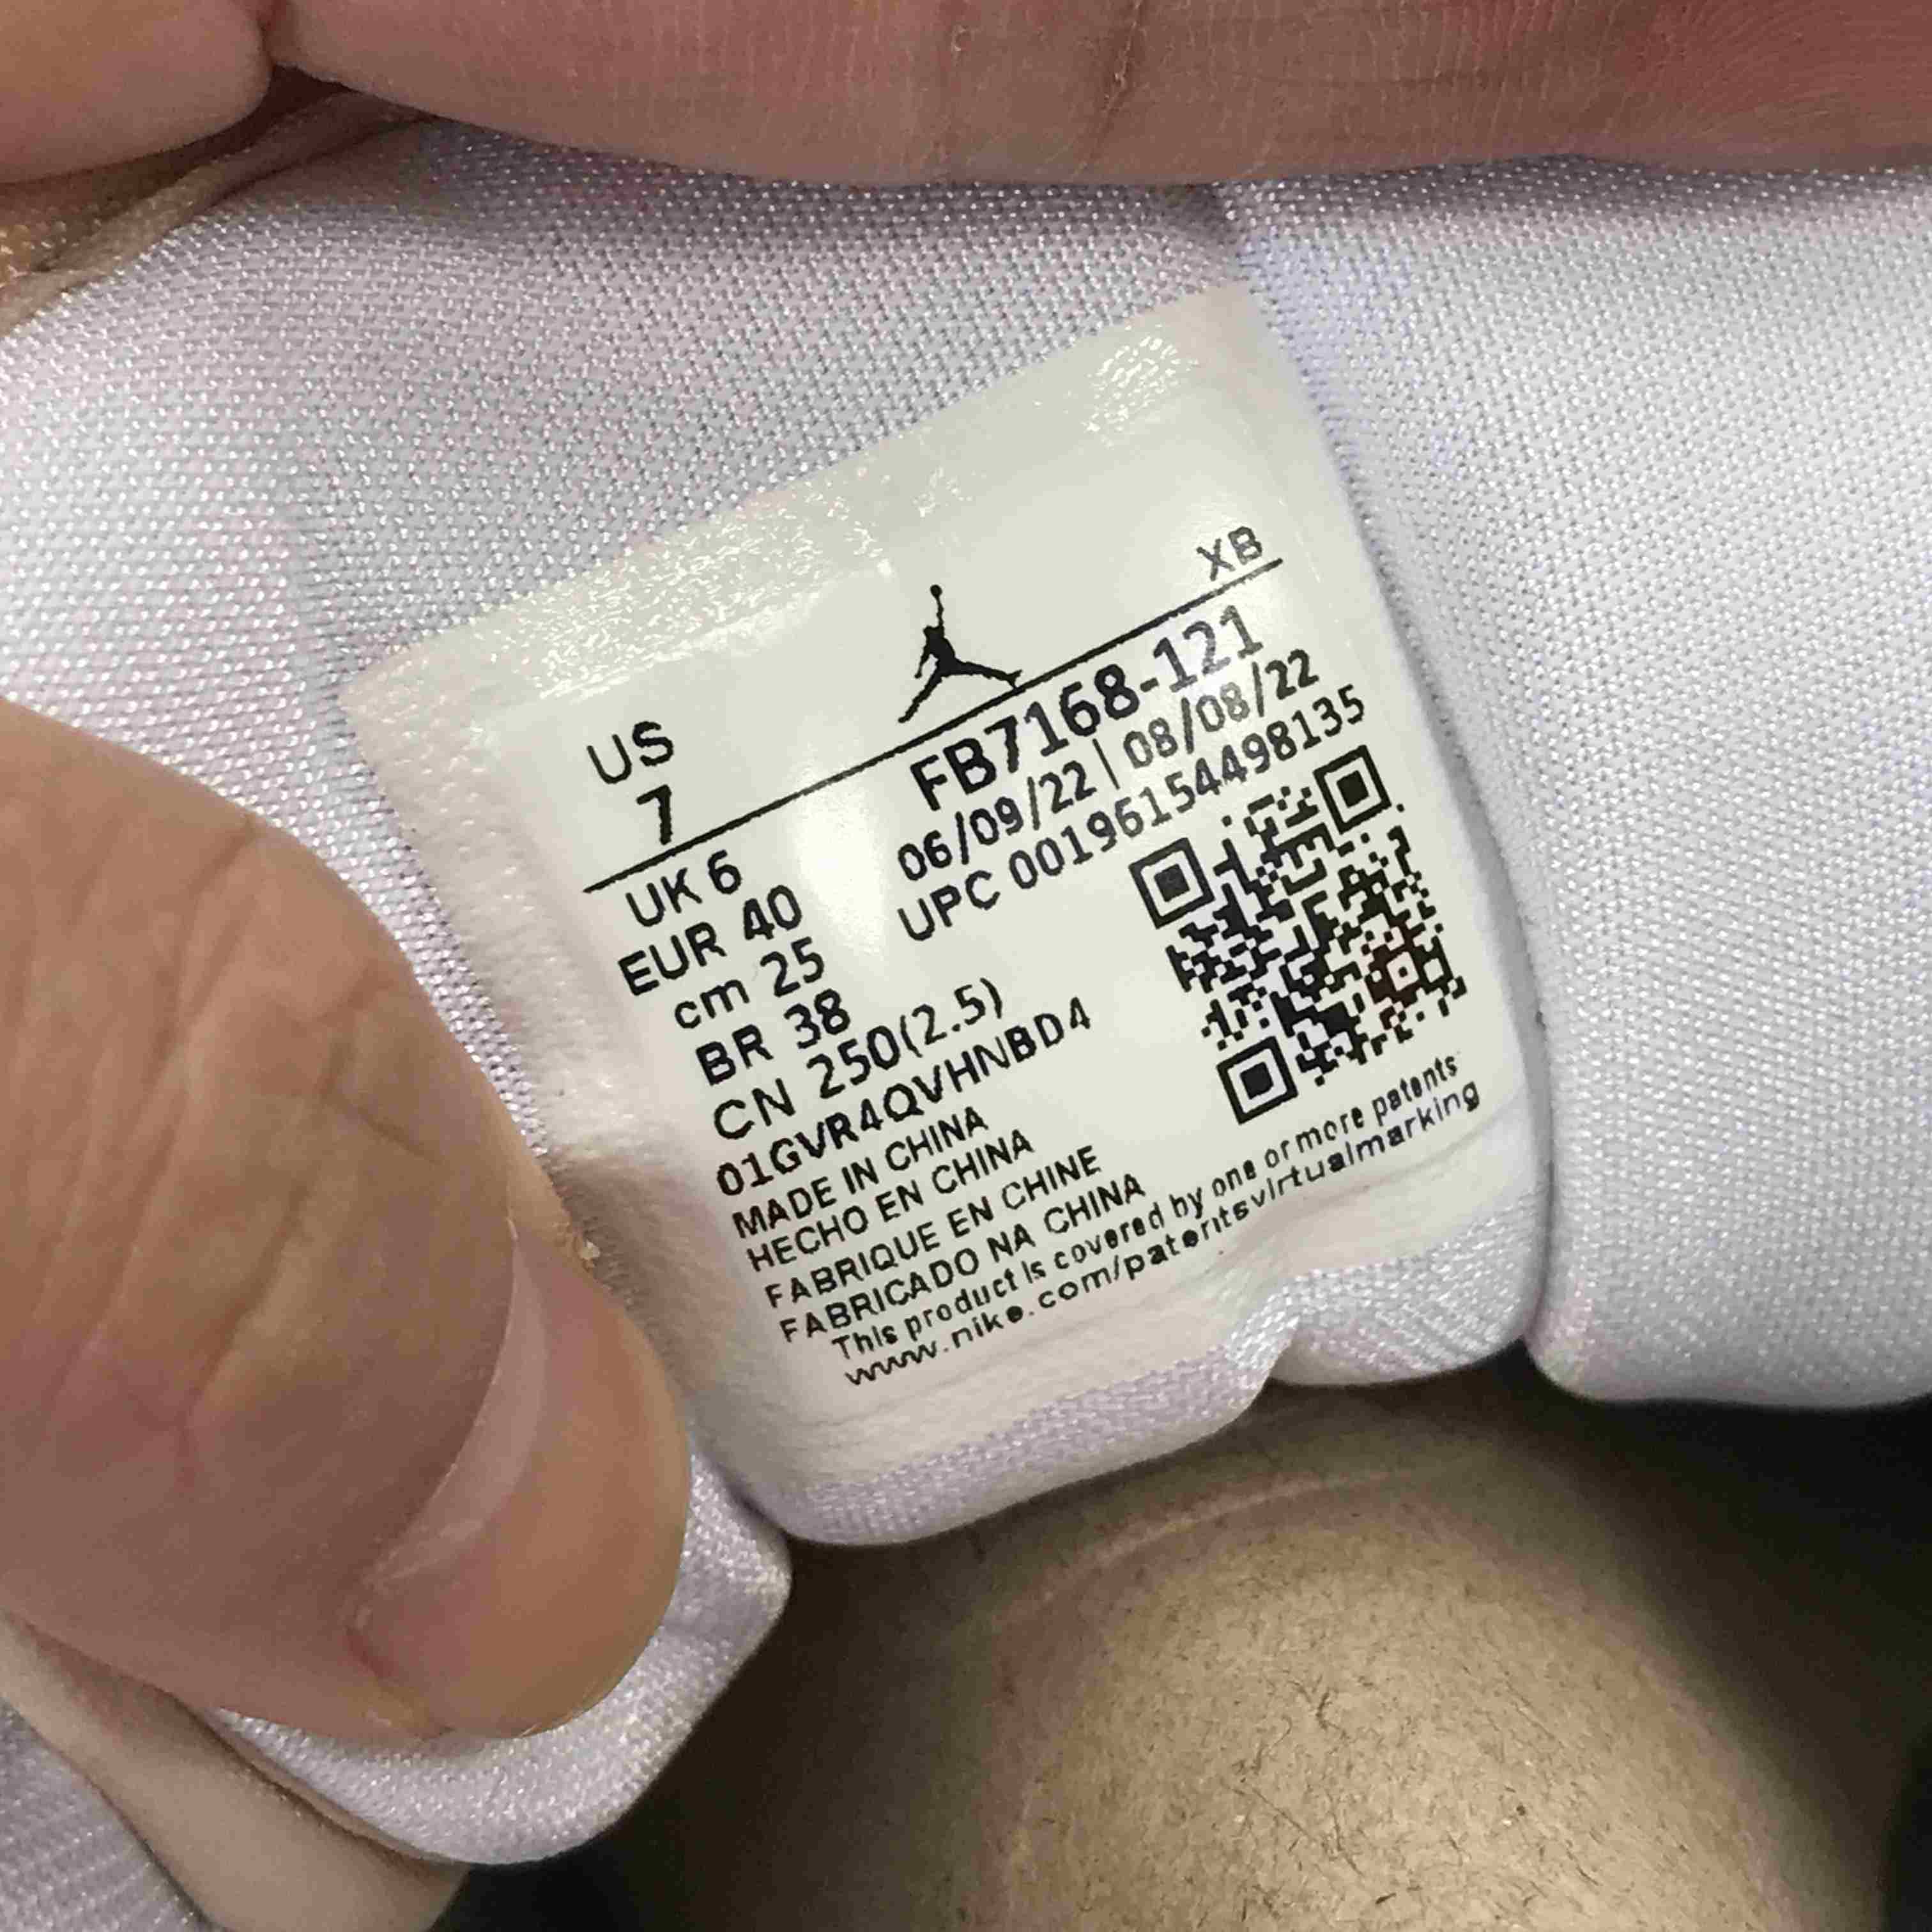 XB
US
7
FB7168-121
06/09/22 | 08/08/22
UPC 00196154498135
UK 6
EUR 40
cm 25
BR 38
CN 250(2.5)
01GVR4QVHNBD4
MADE IN CHINA
HECHO EN CHINA
FABRIQUE EN CHINE
FABRICADO NA CHINA
This product is covered by one or more patents
www.nike.com/patentsvirtualmarking